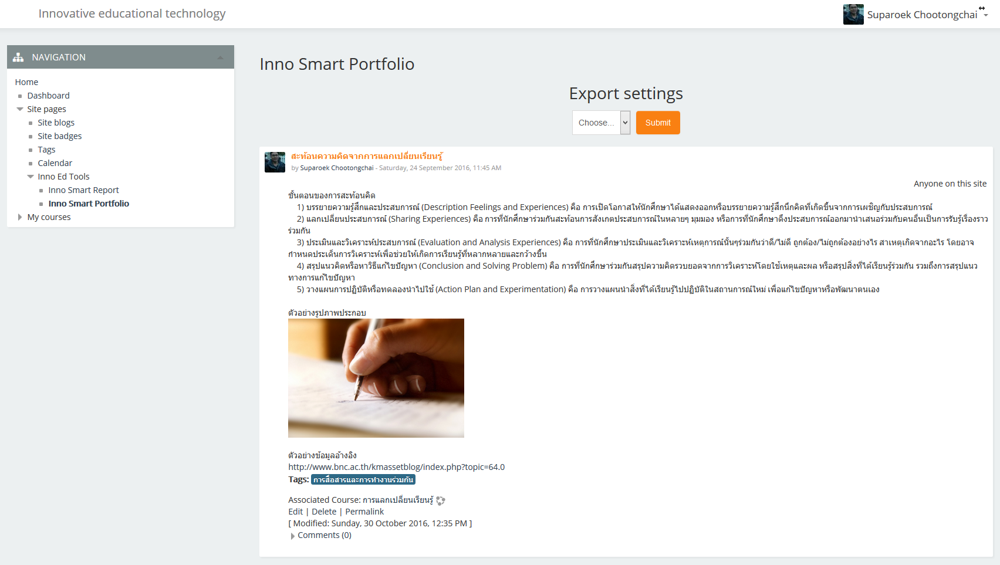 Innovative educational technology
Suparoek Chootongchai
NAVIGATION
Home
Dashboard
Site pages
Site blogs
Site badges
Tags
Calendar
Inno Ed Tools
Inno Smart Report
Inno Smart Portfolio
My courses
Inno Smart Portfolio
Export settings
Choose...
Submit
สะท้อนความคิดจากการแลกเปลี่ยนเรียนรู้
by Suparoek Chootongchai - Saturday, 24 September 2016, 11:45 AM
Anyone on this site
ขั้นตอนของการสะท้อนคิด
1) บรรยายความรู้สึกและประสบการณ์ (Description Feelings and Experiences) คือ การเปิดโอกาสให้นักศึกษาได้แสดงออกหรือบรรยายความรู้สึกนึกคิดที่เกิดขึ้นจากการเผชิญกับประสบการณ์
2) แลกเปลี่ยนประสบการณ์ (Sharing Experiences) คือ การที่นักศึกษาร่วมกันสะท้อนการสังเกตประสบการณ์ในหลายๆ มุมมอง หรือการที่นักศึกษาดึงประสบการณ์ออกมานำเสนอร่วมกับคนอื่นเป็นการรับรู้เรื่องราว
ร่วมกัน
3) ประเมินและวิเคราะห์ประสบการณ์ (Evaluation and Analysis Experiences) คือ การที่นักศึกษาประเมินและวิเคราะห์เหตุการณ์นั้นๆร่วมกันว่าดี/ไม่ดี ถูกต้อง/ไม่ถูกต้องอย่างไร สาเหตุเกิดจากอะไร โดยอาจ
กำหนดประเด็นการวิเคราะห์เพื่อช่วยให้เกิดการเรียนรู้ที่หลากหลายและกว้างขึ้น
4) สรุปแนวคิดหรือหาวิธีแก้ไขปัญหา (Conclusion and Solving Problem) คือ การที่นักศึกษาร่วมกันสรุปความคิดรวบยอดจากการวิเคราะห์โดยใช้เหตุและผล หรือสรุปสิ่งที่ได้เรียนรู้ร่วมกัน รวมถึงการสรุปแนว
ทางการแก้ไขปัญหา
5) วางแผนการปฏิบัติหรือทดลองนำไปใช้ (Action Plan and Experimentation) คือ การวางแผนนำสิ่งที่ได้เรียนรู้ไปปฏิบัติในสถานการณ์ใหม่ เพื่อแก้ไขปัญหาหรือพัฒนาตนเอง
ตัวอย่างรูปภาพประกอบ
ตัวอย่างข้อมูลอ้างอิง
http://www.bnc.ac.th/kmassetblog/index.php?topic=64.0
Tags: การสื่อสารและการทำงานร่วมกัน
Associated Course: การแลกเปลี่ยนเรียนรู้
Edit | Delete | Permalink
[ Modified: Sunday, 30 October 2016, 12:35 PM ]
Comments (0)